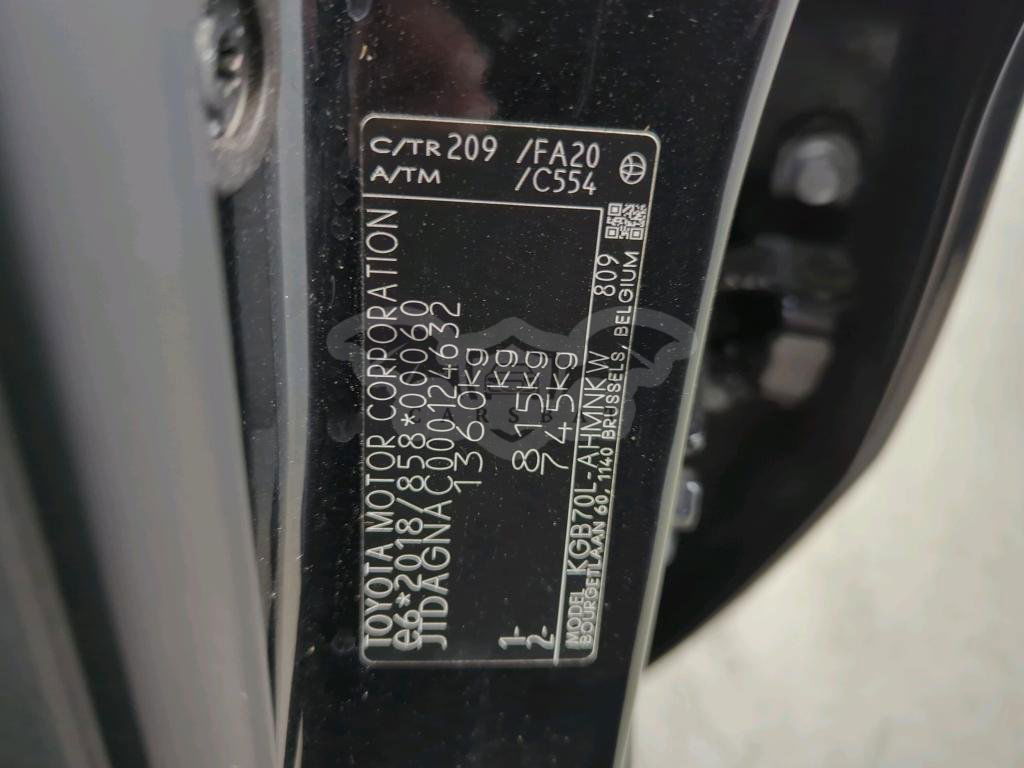 C/TR 209 /FA20
A/TM /C554
TOYOTA MOTOR CORPORATION
e6*2018/858*00060
JTDAGNAC000124632
1360kg
1- 815kg
2- 745kg
MODEL KGB70L-AHMNKW 809
BOURGETLAAN 60, 1140 BRUSSELS, BELGIUM
CARS